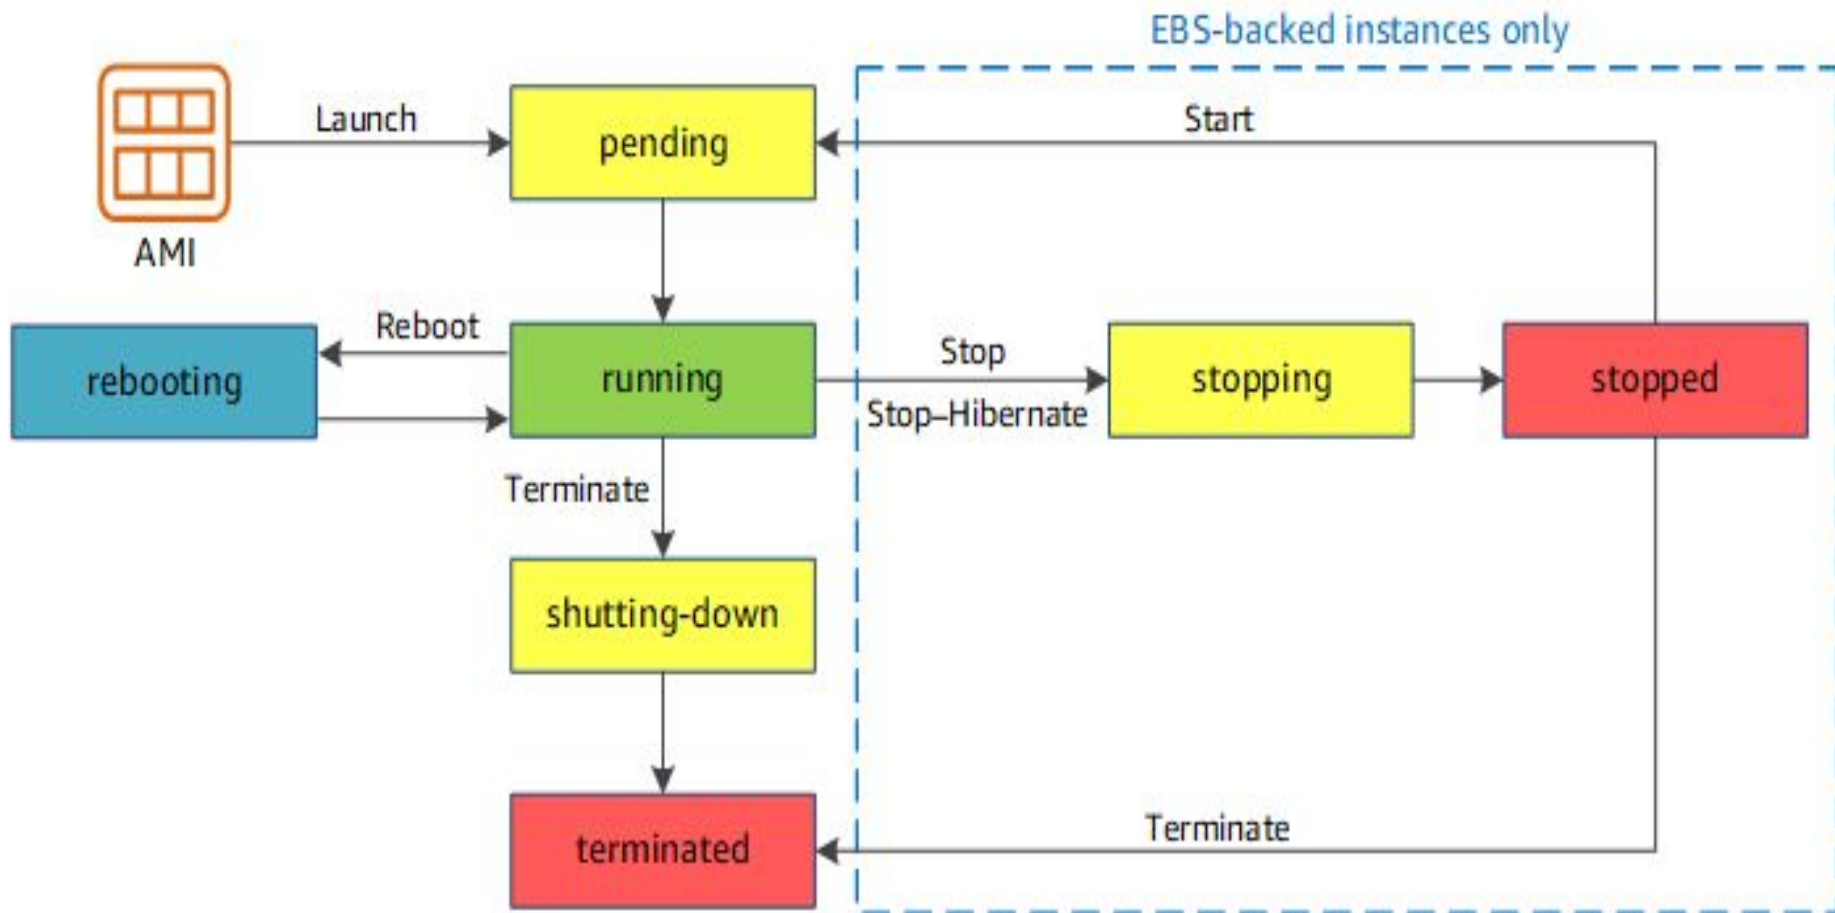 EBS-backed instances only
Launch
pending
Start
AMI
Reboot
rebooting
running
Stop
Stop–Hibernate
stopping
stopped
Terminate
shutting-down
terminated
Terminate